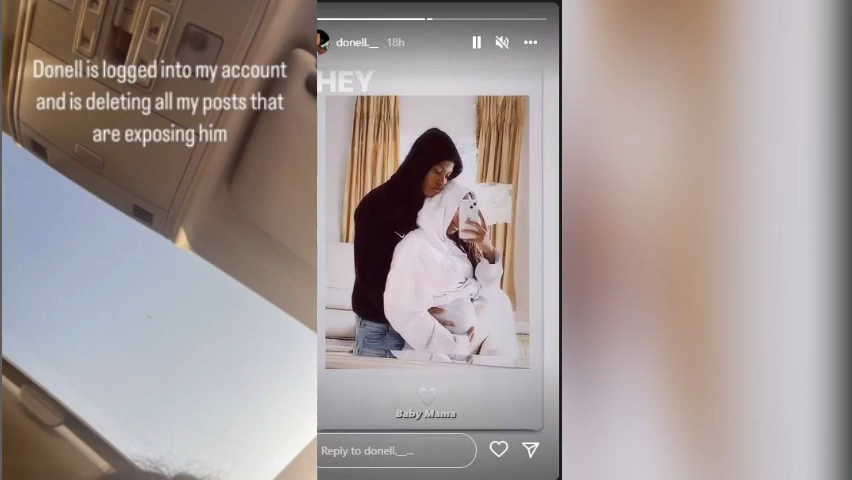 Donell is logged into my account
and is deleting all my posts that
are exposing him
donell.__ 18h
HEY
Baby Mama
Reply to donell.__...